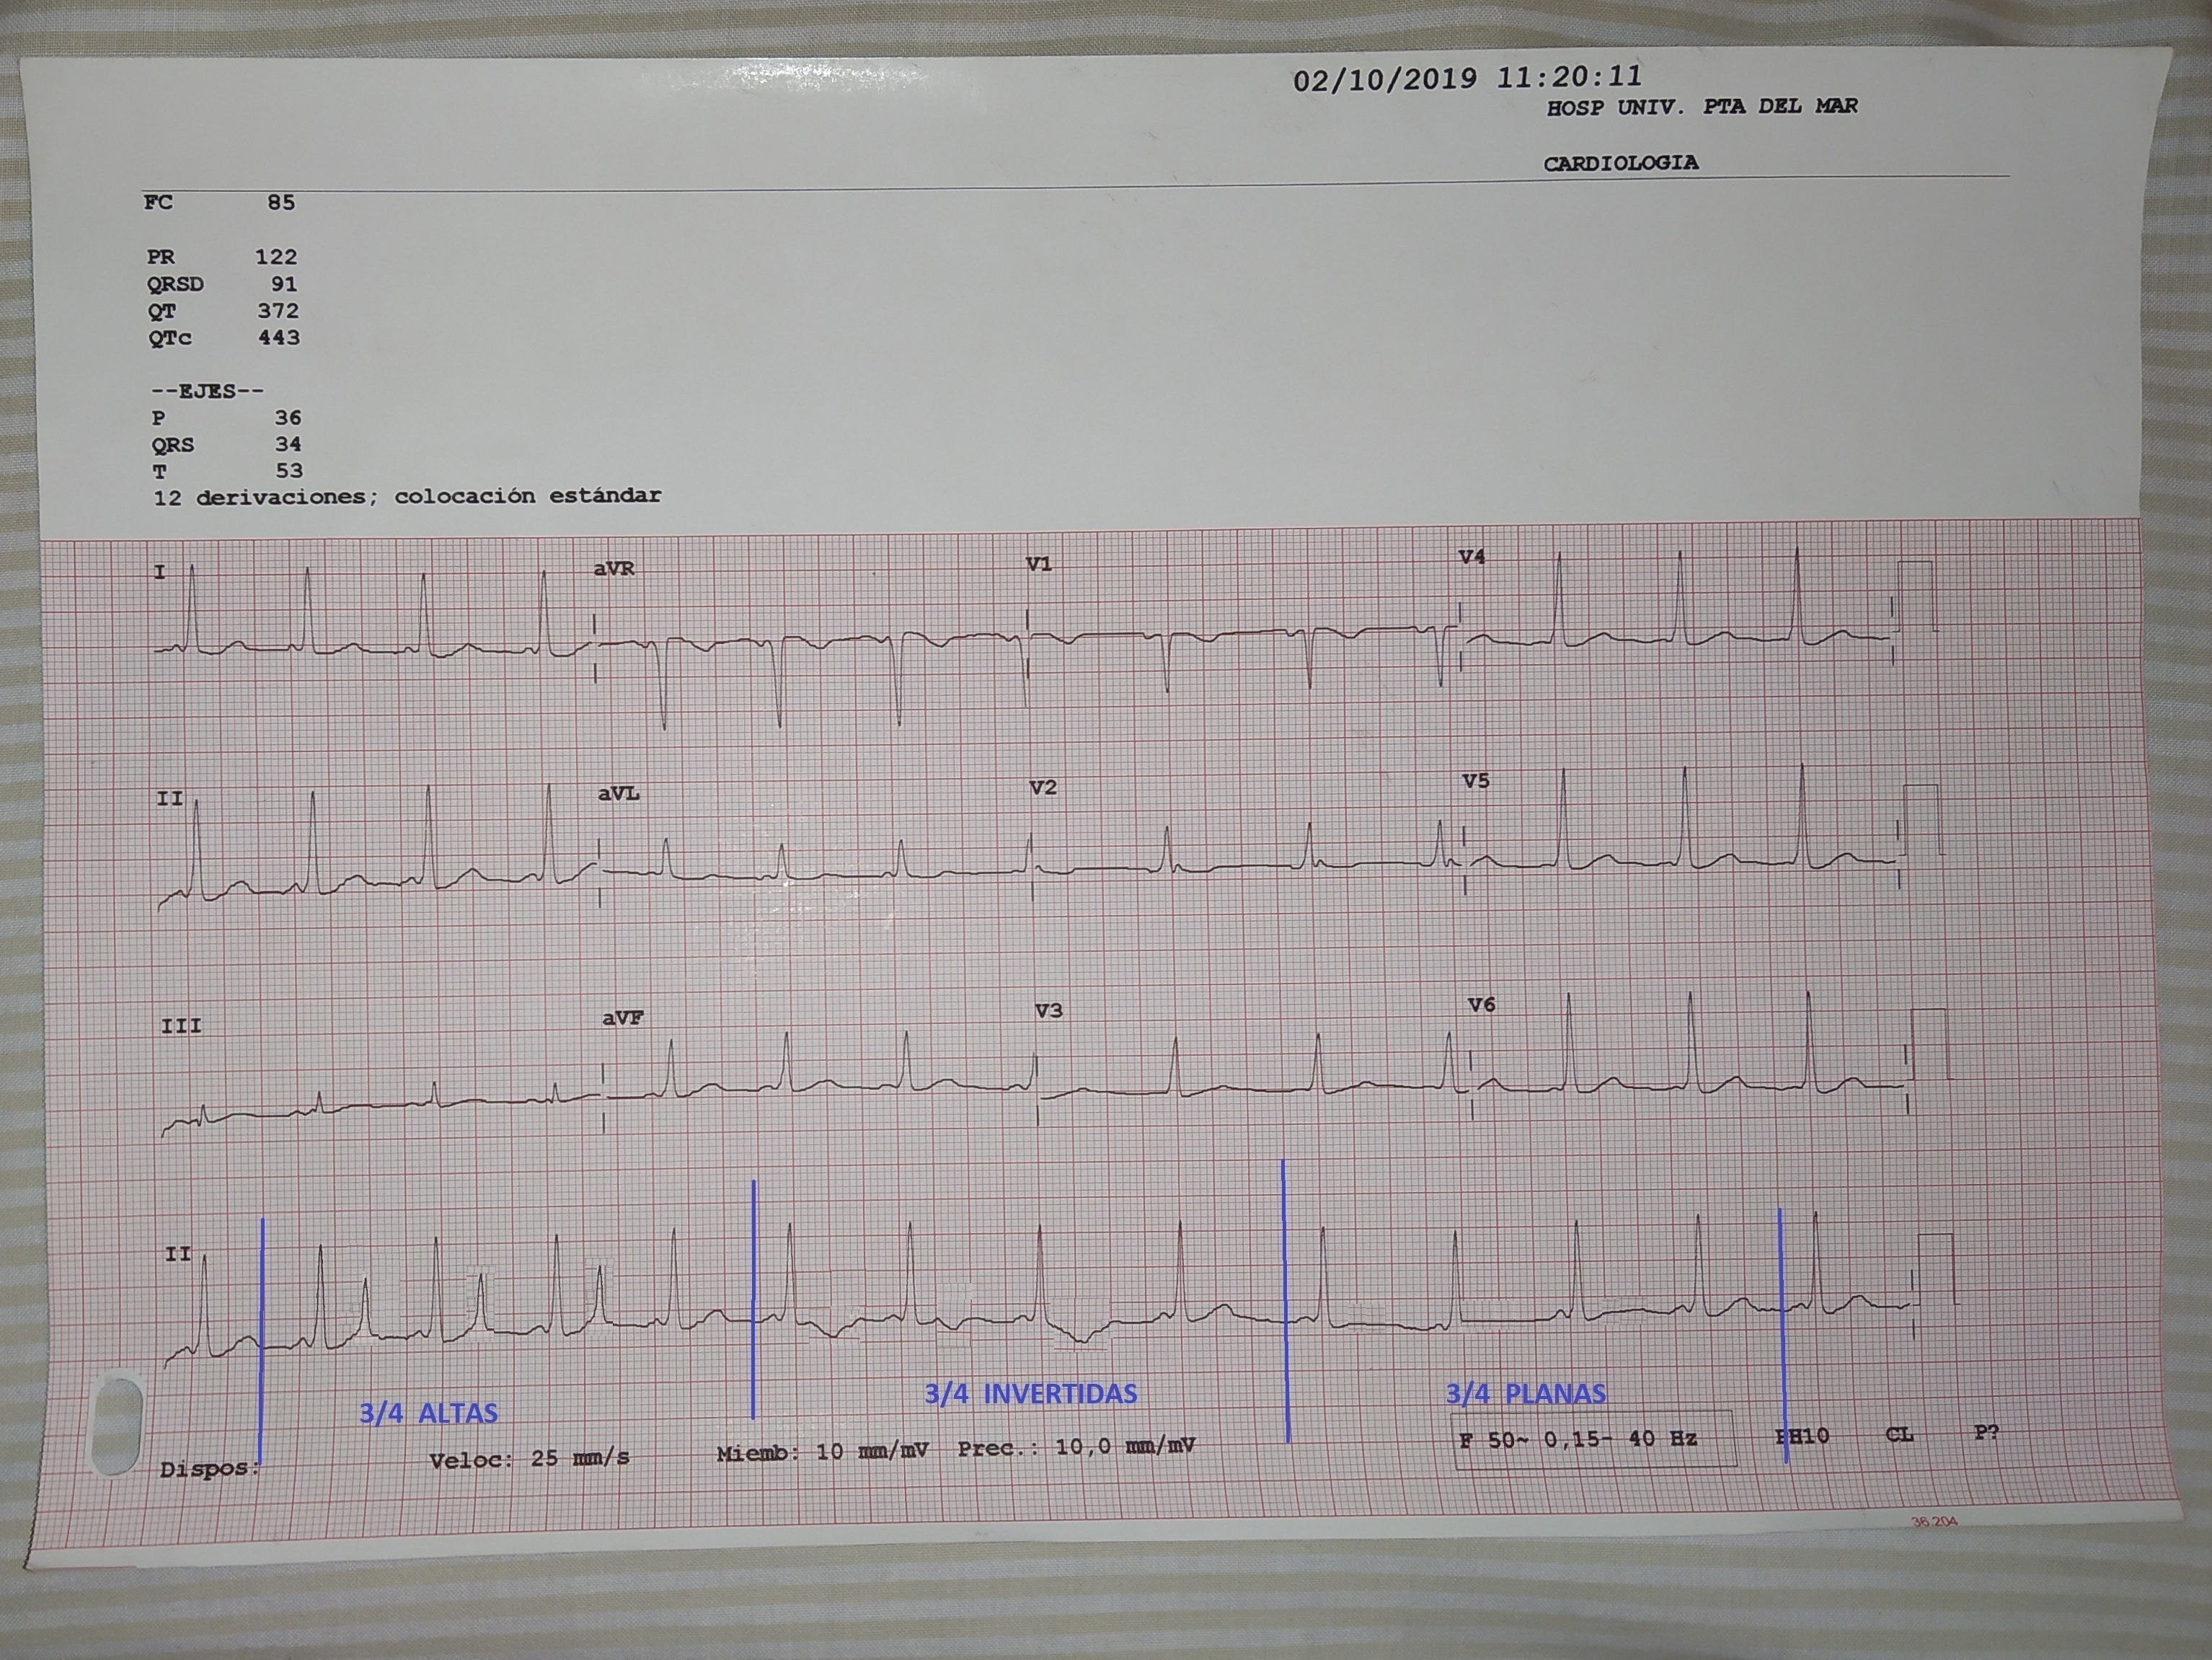 02/10/2019 11:20:11
HOSP UNIV. PTA DEL MAR
CARDIOLOGIA
FC 85
PR 122
QRSD 91
QT 372
QTc 443
--EJES--
P 36
QRS 34
T 53
12 derivaciones; colocación estándar
I aVR V1 V4
II aVL V2 V5
III aVF V3 V6
II
3/4 ALTAS 3/4 INVERTIDAS 3/4 PLANAS
Dispos: Veloc: 25 mm/s Miemb: 10 mm/mV Prec.: 10,0 mm/mV F 50~ 0,15- 40 Hz PH10 CL P?
36.204